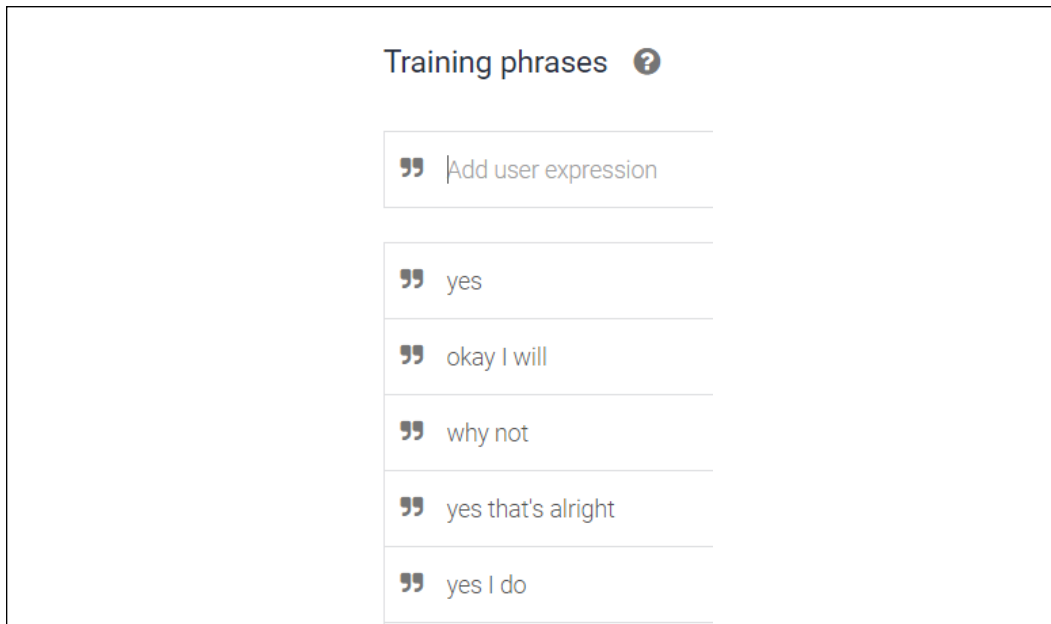 Training phrases ?
Add user expression
yes
okay I will
why not
yes that's alright
yes I do